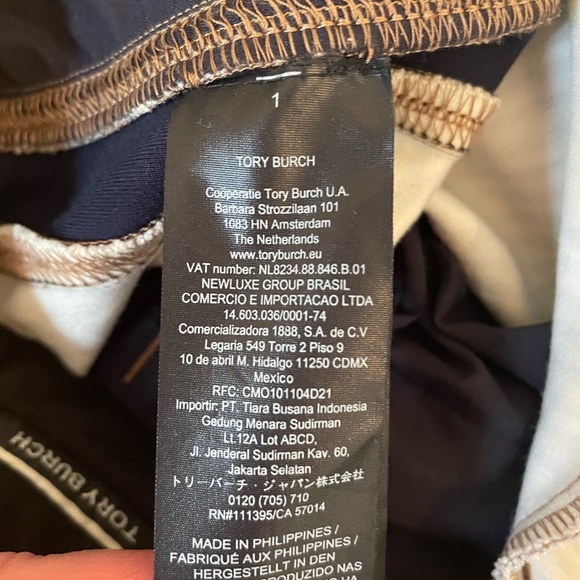 1
TORY BURCH
Cooperatie Tory Burch U.A.
Barbara Strozzilaan 101
1083 HN Amsterdam
The Netherlands
www.toryburch.eu
VAT number: NL8234.88.846.B.01
NEWLUXE GROUP BRASIL
COMERCIO E IMPORTACAO LTDA
14.603.036/0001-74
Comercializadora 1888, S.A. de C.V
Legaria 549 Torre 2 Piso 9
10 de abril M. Hidalgo 11250 CDMX
Mexico
RFC: CMO101104D21
Importir: PT. Tiara Busana Indonesia
Gedung Menara Sudirman
Lt.12A Lot ABCD,
Jl. Jenderal Sudirman Kav. 60,
Jakarta Selatan
トリーバーチ・ジャパン株式会社
0120 (705) 710
RN#111395/CA 57014
MADE IN PHILIPPINES /
FABRIQUÉ AUX PHILIPPINES /
HERGESTELLT IN DEN
TORY BURCH